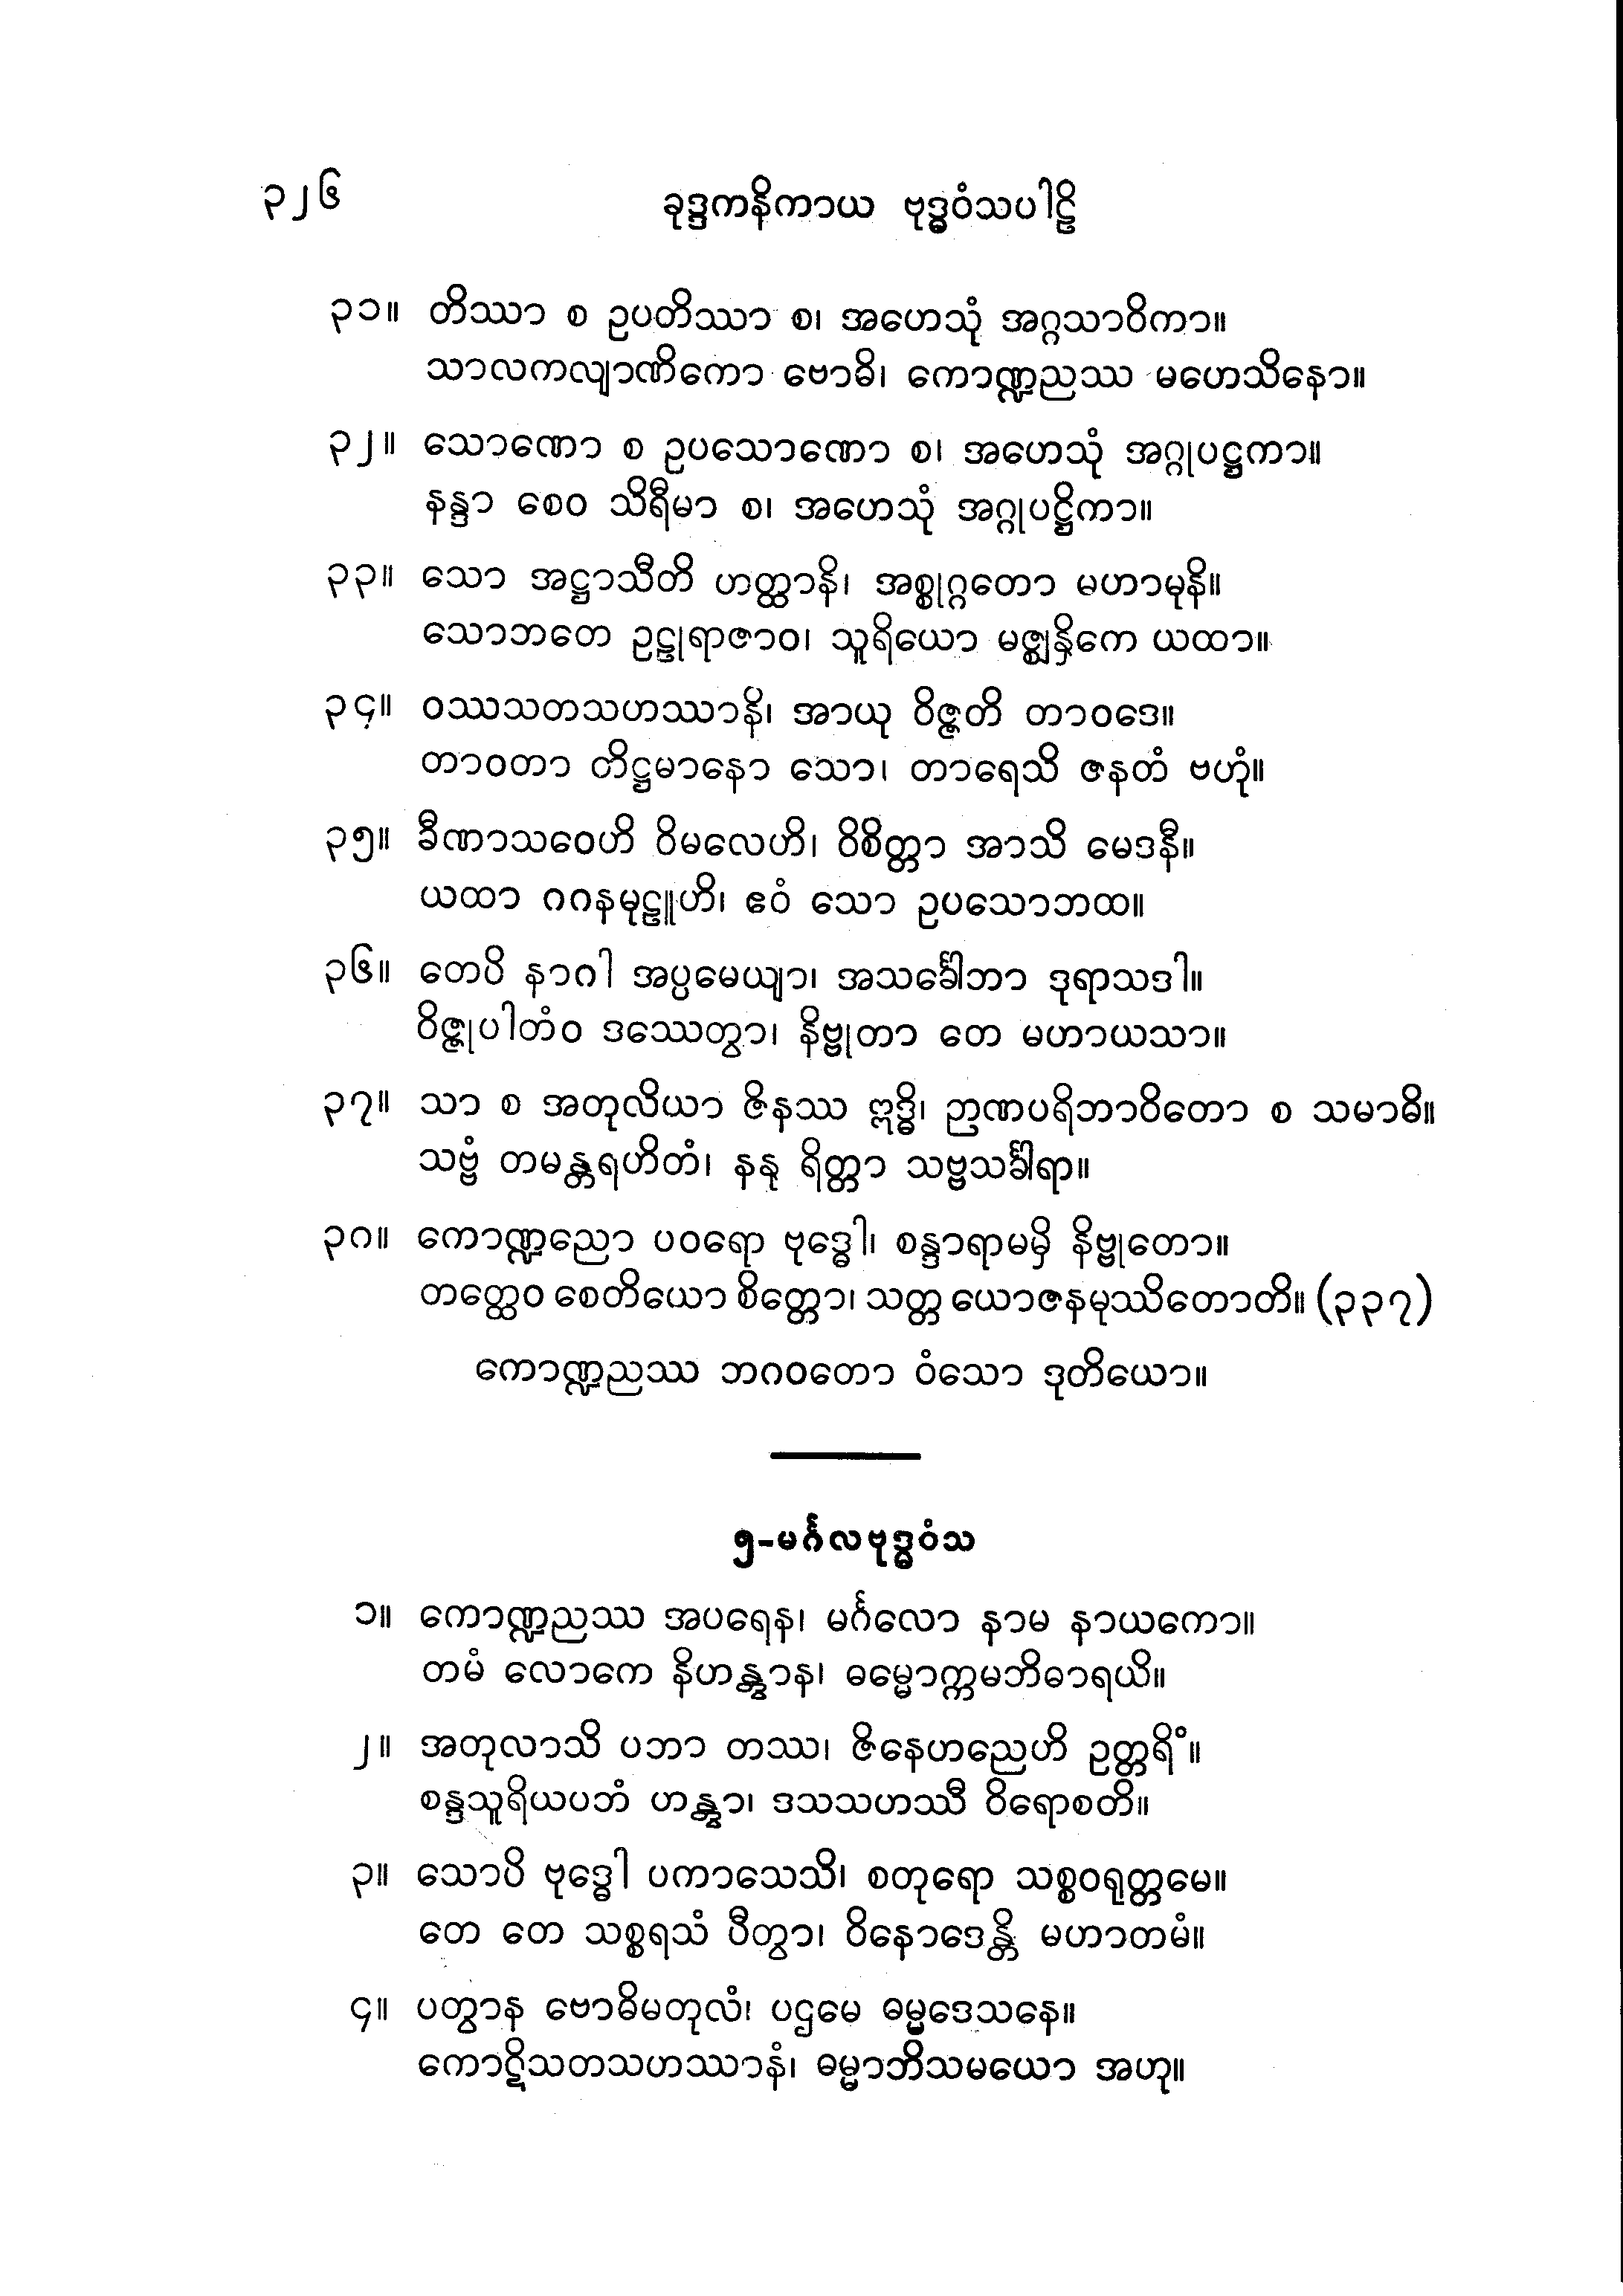 ၃၂၆ ခုဒ္ဒကနိကာယ ဗုဒ္ဓဝံသပါဠိ
၃၁။ တိဿာ စ ဥပတိဿာ စ၊ အဟေသုံ အဂ္ဂသာဝိကာ။
သာလကလျာဏိကော ဗောဓိ၊ ကောဏ္ဍညဿ မဟေသိနော။
၃၂။ သောဏော စ ဥပသောဏော စ၊ အဟေသုံ အဂ္ဂုပဋ္ဌကာ။
နန္ဒာ စေဝ သိရီမာ စ၊ အဟေသုံ အဂ္ဂုပဋ္ဌိကာ။
၃၃။ သော အဋ္ဌာသီတိ ဟတ္ထာနိ၊ အစ္စုဂ္ဂတော မဟာမုနိ။
သောဘတေ ဥဠုရာဇာဝ၊ သူရိယော မဇ္ဈန္ဟိကေ ယထာ။
၃၄။ ဝဿသတသဟဿာနိ၊ အာယု ဝိဇ္ဇတိ တာဝဒေ။
တာဝတာ တိဋ္ဌမာနော သော၊ တာရေသိ ဇနတံ ဗဟုံ။
၃၅။ ခီဏာသဝေဟိ ဝိမလေဟိ၊ ဝိစိတ္တာ အာသိ မေဒနီ။
ယထာ ဂဂနမုဠူဟိ၊ ဧဝံ သော ဥပသောဘထ။
၃၆။ တေပိ နာဂါ အပ္ပမေယျာ၊ အသင်္ခေါဘာ ဒုရာသဒါ။
ဝိဇ္ဇုပါတံဝ ဒဿေတွာ၊ နိဗ္ဗုတာ တေ မဟာယသာ။
၃၇။ သာ စ အတုလိယာ ဇိနဿ ဣဒ္ဓိ၊ ဉာဏပရိဘာဝိတော စ သမာဓိ။
သဗ္ဗံ တမန္တရဟိတံ၊ နနု ရိတ္တာ သဗ္ဗသင်္ခါရာ။
၃၈။ ကောဏ္ဍညော ပဝရော ဗုဒ္ဓေါ၊ စန္ဒာရာမမှိ နိဗ္ဗုတော။
တတ္ထေဝ စေတိယော စိတ္တော၊ သတ္တ ယောဇနမုဿိတောတိ။ (၃၃၇)
ကောဏ္ဍညဿ ဘဂဝတော ဝံသော ဒုတိယော။
၅-မင်္ဂလဗုဒ္ဓဝံသ
၁။ ကောဏ္ဍညဿ အပရေန၊ မင်္ဂလော နာမ နာယကော။
တမံ လောကေ နိဟန္တွာန၊ ဓမ္မောက္ကမဘိဓာရယိ။
၂။ အတုလာသိ ပဘာ တဿ၊ ဇိနေဟညေဟိ ဥတ္တရိံ။
စန္ဒသူရိယပဘံ ဟန္တွာ၊ ဒသသဟဿီ ဝိရောစတိ။
၃။ သောပိ ဗုဒ္ဓေါ ပကာသေသိ၊ စတုရော သစ္စဝရုတ္တမေ။
တေ တေ သစ္စရသံ ပီတွာ၊ ဝိနောဒေန္တိ မဟာတမံ။
၄။ ပတွာန ဗောဓိမတုလံ၊ ပဌမေ ဓမ္မဒေသနေ။
ကောဋိသတသဟဿာနံ၊ ဓမ္မာဘိသမယော အဟု။